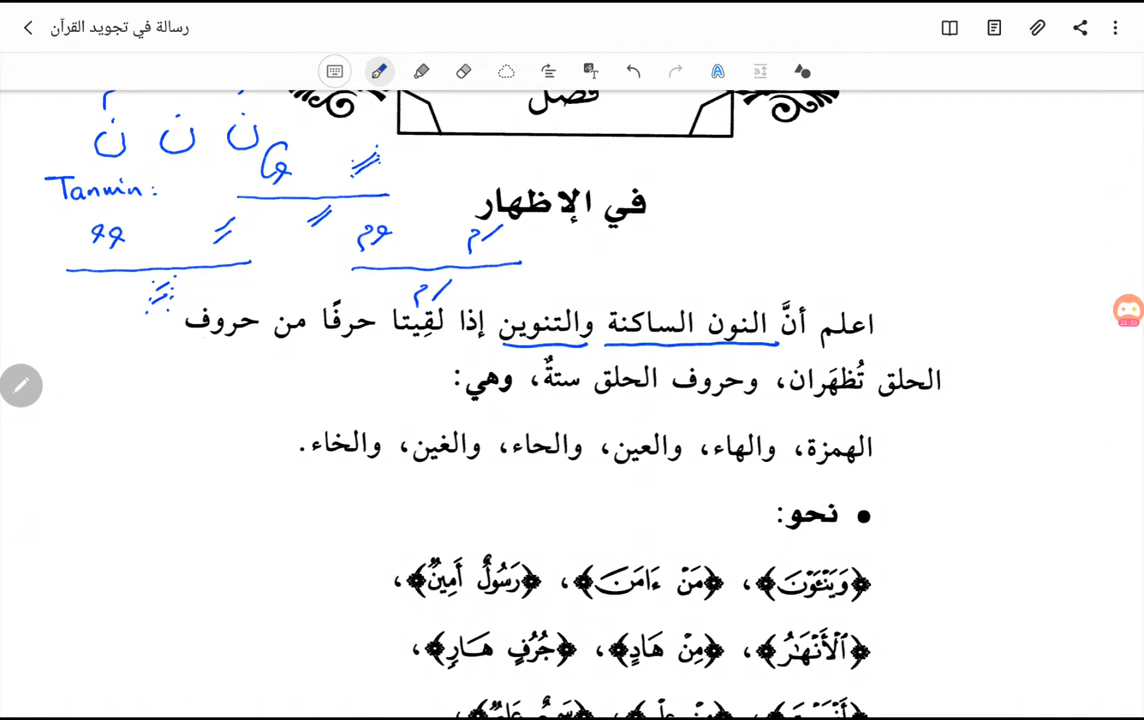 رسالة في تجويد القرآن
فصل
ن ن ن
Tanwin:
في الإظهار
اعلم أنَّ النون الساكنة والتنوين إذا لقِيتا حرفًا من حروف
الحلق تُظهَران، وحروف الحلق ستةٌ، وهي:
الهمزة، والهاء، والعين، والحاء، والغين، والخاء.
• نحو:
﴿وَيَنْـَٔوْنَ﴾، ﴿مَنْ ءَامَنَ﴾، ﴿رَسُولٌ أَمِينٌ﴾،
﴿ٱلْأَنْهَٰرُ﴾، ﴿مِنْ هَادٍ﴾، ﴿جُرُفٍ هَارٍ﴾،